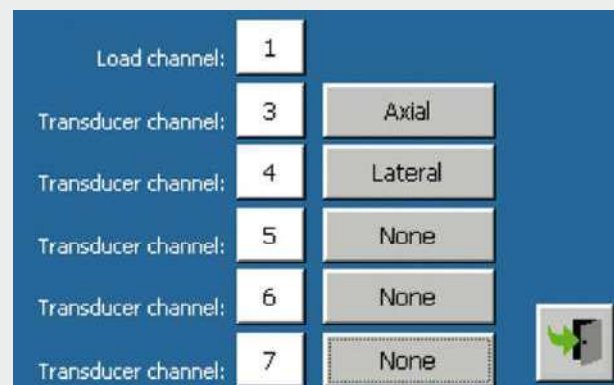 Load channel: 1
Transducer channel: 3 Axial
Transducer channel: 4 Lateral
Transducer channel: 5 None
Transducer channel: 6 None
Transducer channel: 7 None